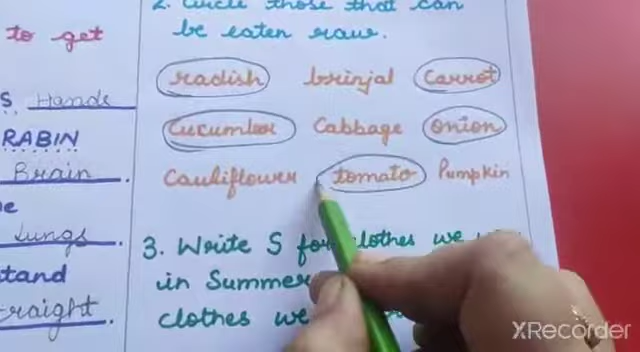 2. Circle those that can
be eaten raw.
radish brinjal Carrot
Cucumber Cabbage onion
Cauliflower tomato Pumpkin
3. Write S for clothes we
in Summer
clothes we
to get
S Hands
RABIN
Brain.
Lungs.
traight.
XRecorder